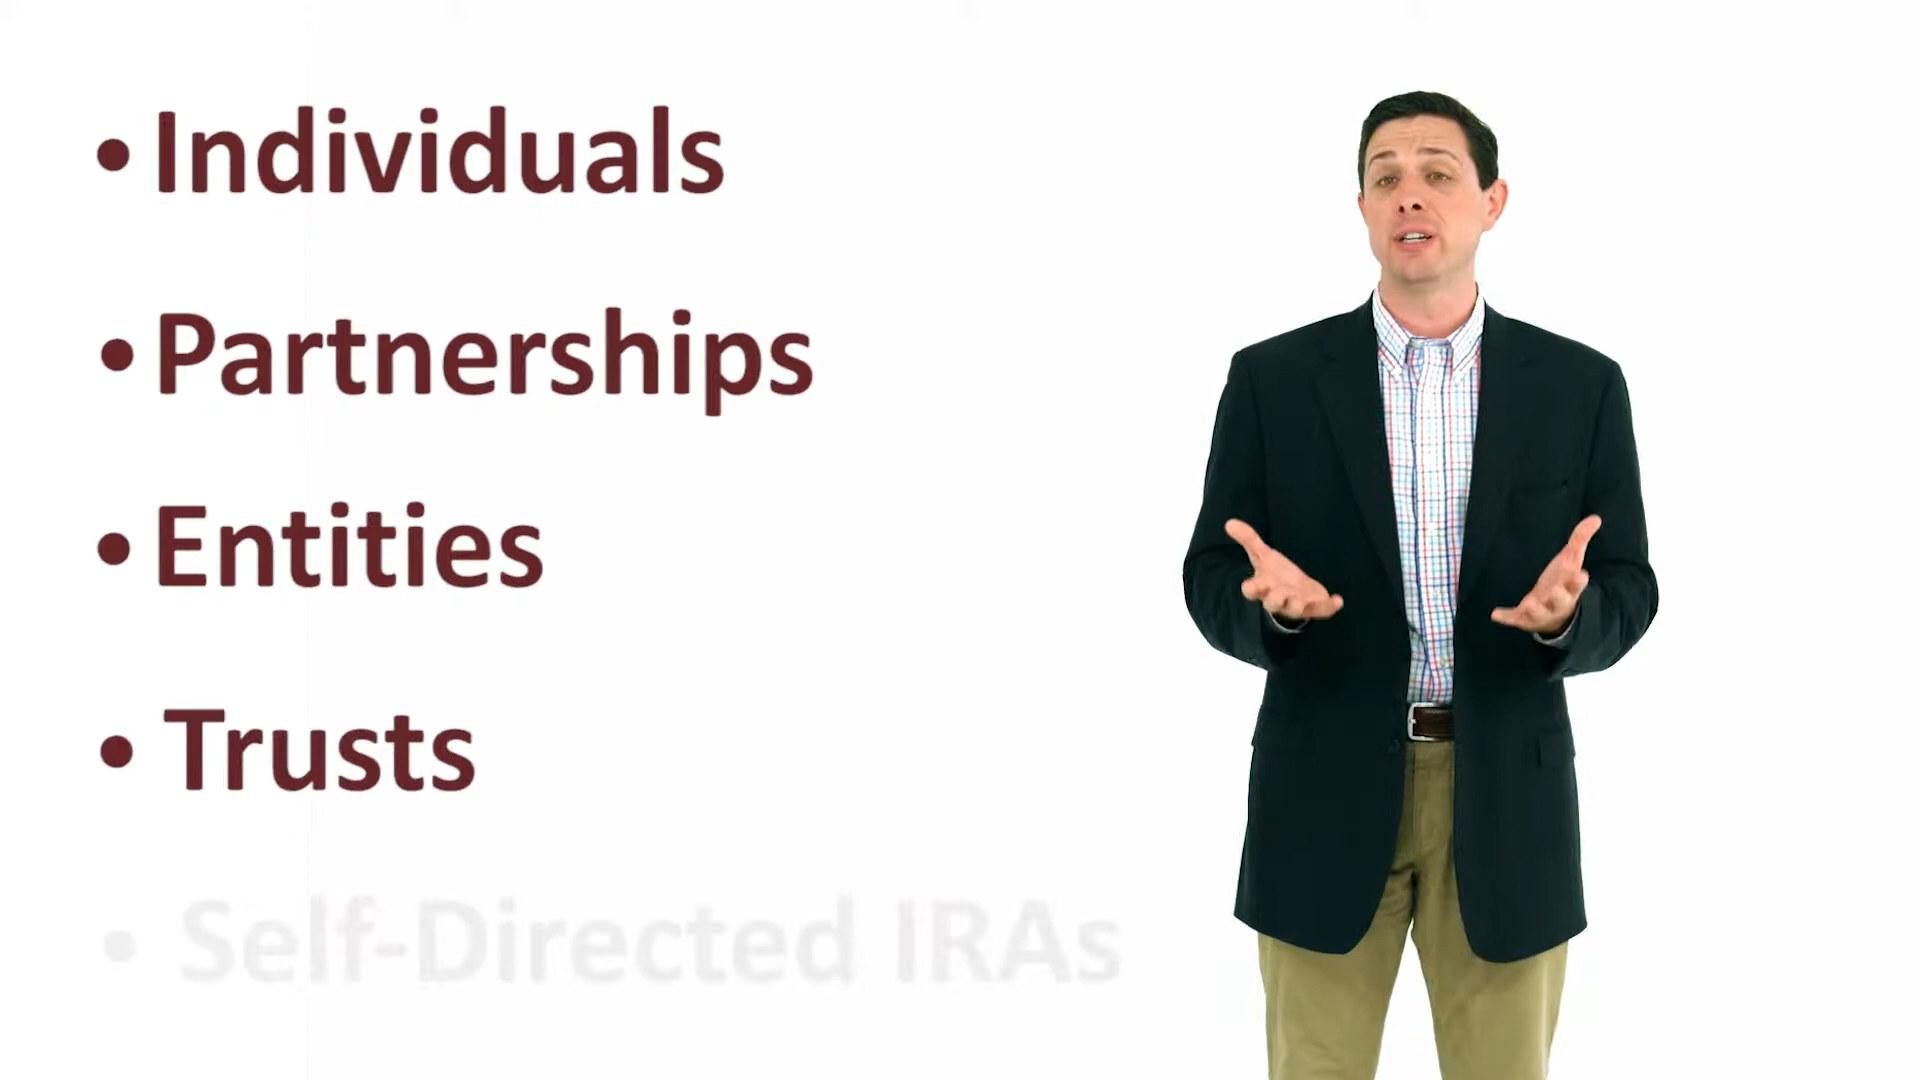 • Individuals
• Partnerships
• Entities
• Trusts
• Self-Directed IRAs